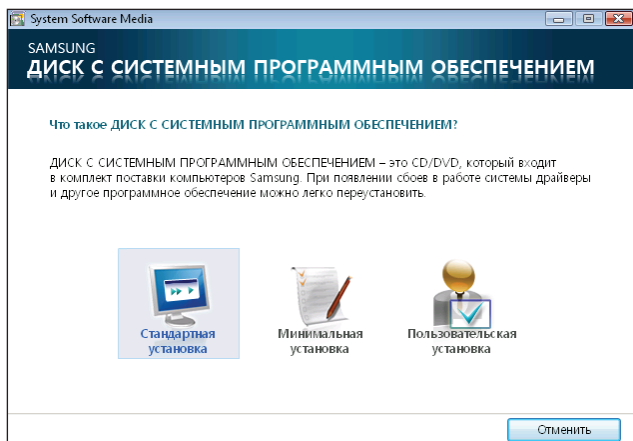 System Software Media
SAMSUNG
ДИСК С СИСТЕМНЫМ ПРОГРАММНЫМ ОБЕСПЕЧЕНИЕМ
Что такое ДИСК С СИСТЕМНЫМ ПРОГРАММНЫМ ОБЕСПЕЧЕНИЕМ?
ДИСК С СИСТЕМНЫМ ПРОГРАММНЫМ ОБЕСПЕЧЕНИЕМ – это CD/DVD, который входит
в комплект поставки компьютеров Samsung. При появлении сбоев в работе системы драйверы
и другое программное обеспечение можно легко переустановить.
Стандартная
установка
Минимальная
установка
Пользовательская
установка
Отменить